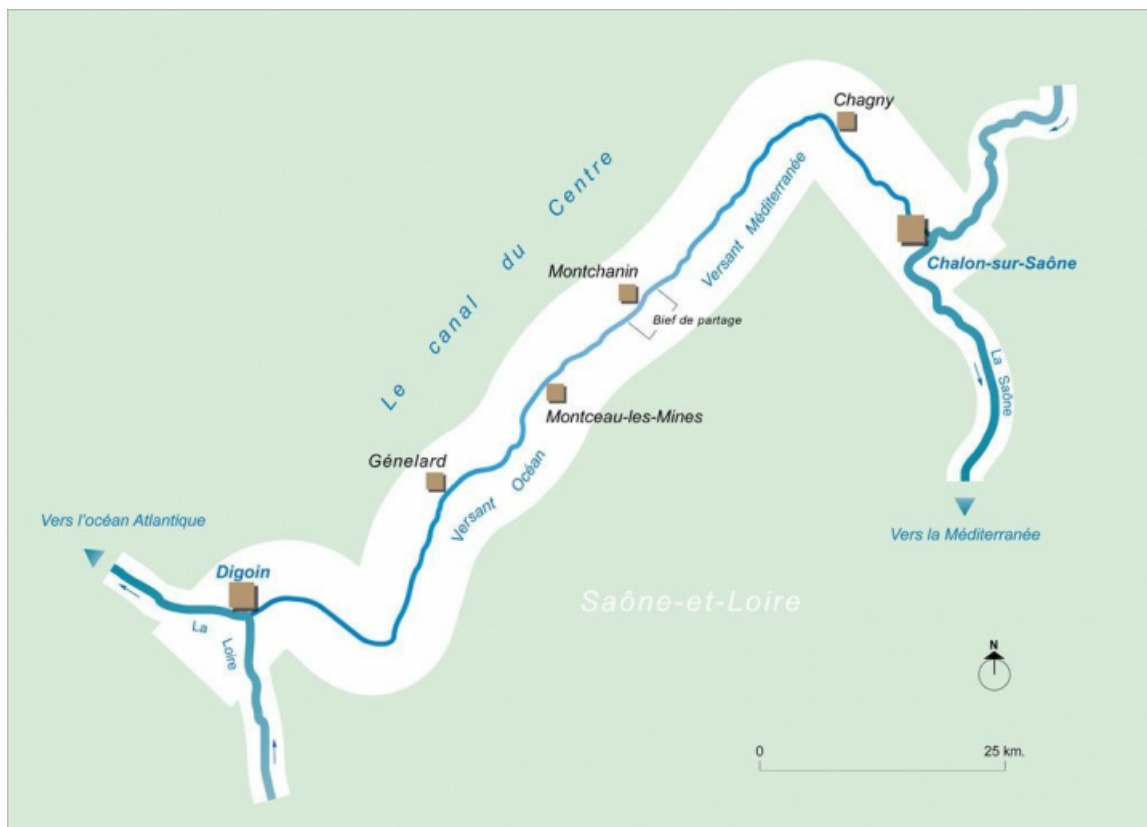 Chagny
Le canal du Centre
Versant Méditerranée
Chalon-sur-Saône
Montchanin
Bief de partage
La Saône
Montceau-les-Mines
Génelard
Versant Océan
Vers l'océan Atlantique
Vers la Méditerranée
Digoin
Saône-et-Loire
La Loire
N
0 25 km.